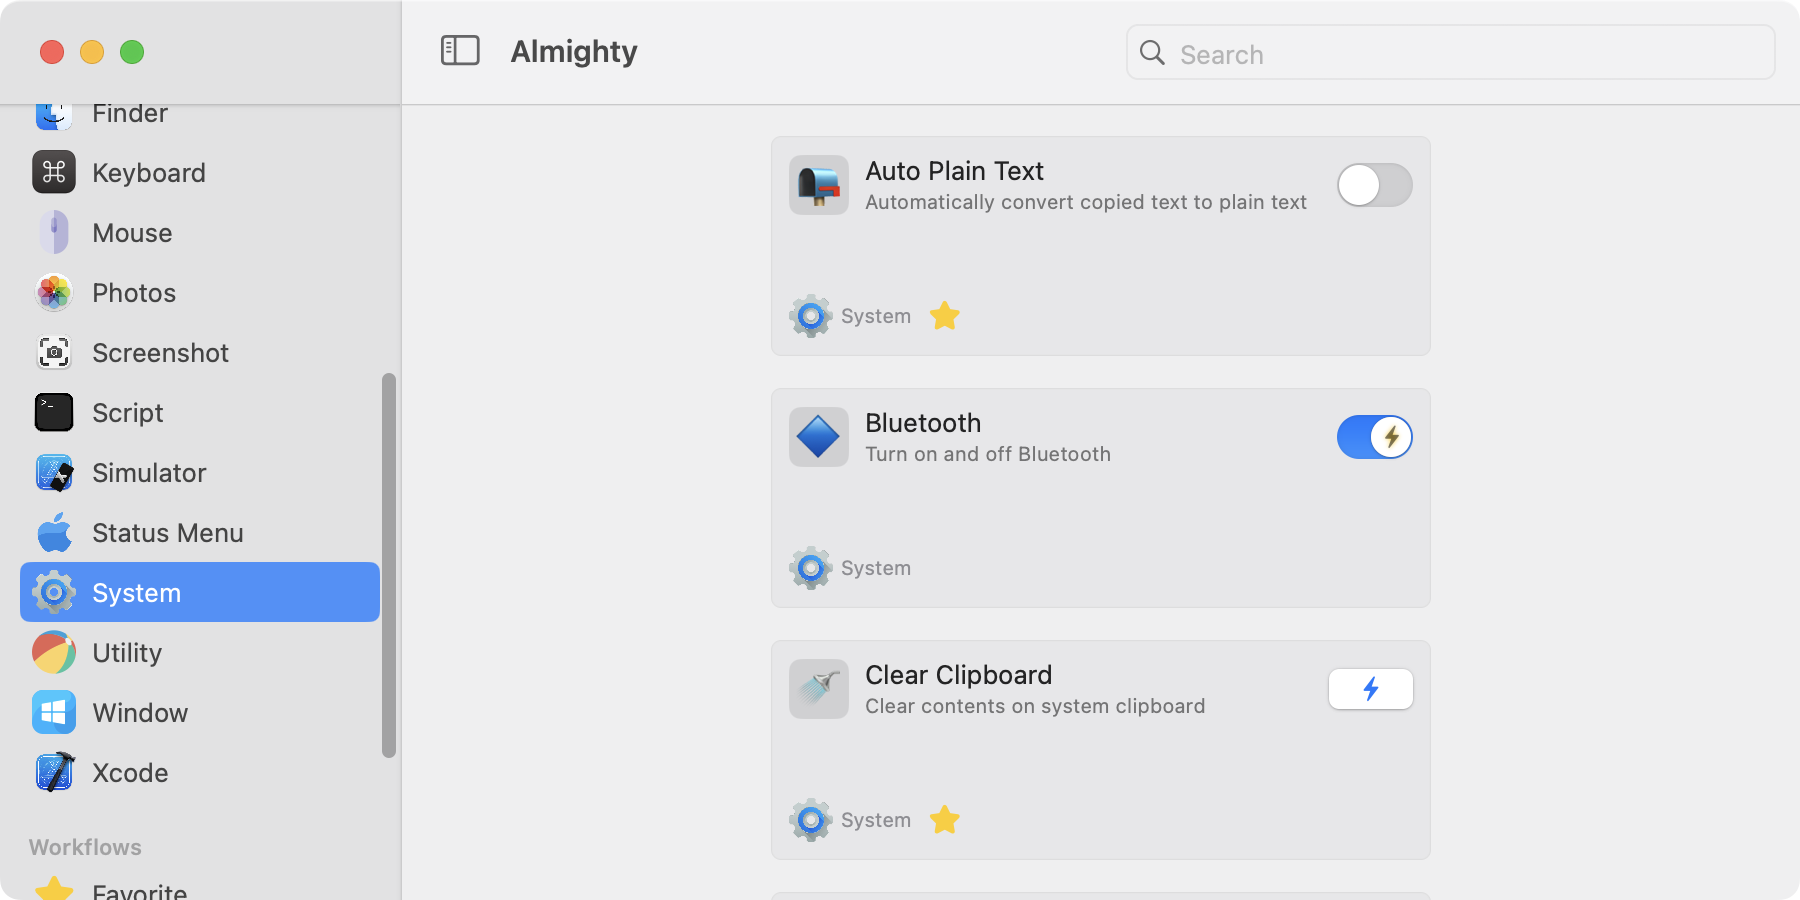 Almighty
Search
Finder
Keyboard
Mouse
Photos
Screenshot
Script
Simulator
Status Menu
System
Utility
Window
Xcode
Workflows
Favorite
Auto Plain Text
Automatically convert copied text to plain text
System
Bluetooth
Turn on and off Bluetooth
System
Clear Clipboard
Clear contents on system clipboard
System